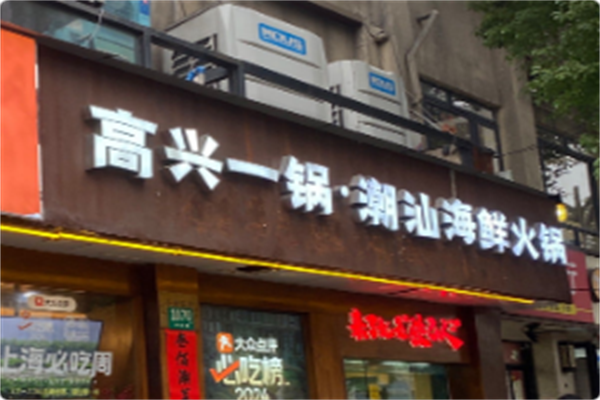 高兴一锅·潮汕海鲜火锅
1870
大众点评
上海必吃周
大众点评
必吃榜
2024